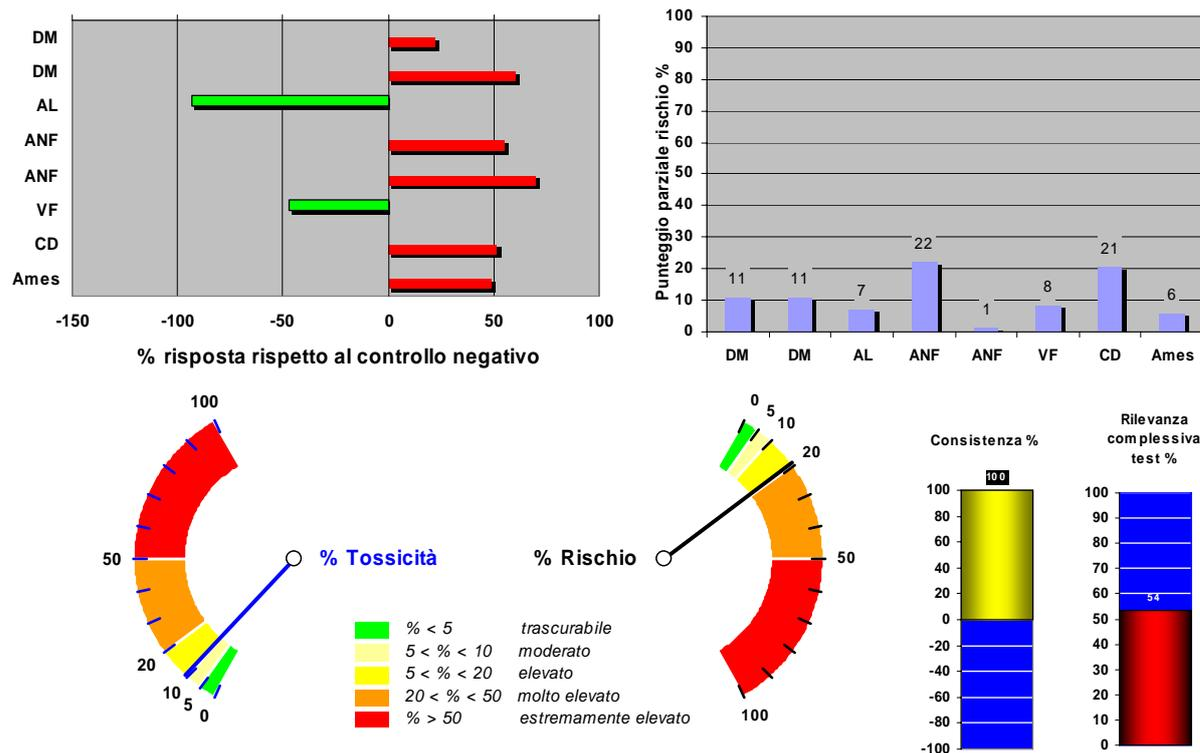 DM
DM
AL
ANF
ANF
VF
CD
Ames
-150 -100 -50 0 50 100
% risposta rispetto al controllo negativo
Punteggio parziale rischio %
100
90
80
70
60
50
40
30
20
10
0
11 11 7 22 1 8 21 6
DM DM AL ANF ANF VF CD Ames
100
50
20
10
5
0
% Tossicità
0
5
10
20
50
100
% Rischio
% < 5 trascurabile
5 < % < 10 moderato
5 < % < 20 elevato
20 < % < 50 molto elevato
% > 50 estremamente elevato
Consistenza %
100
100
80
60
40
20
0
-20
-40
-60
-80
-100
Rilevanza
complessiva
test %
100
90
80
70
60
50
40
30
20
10
0
54